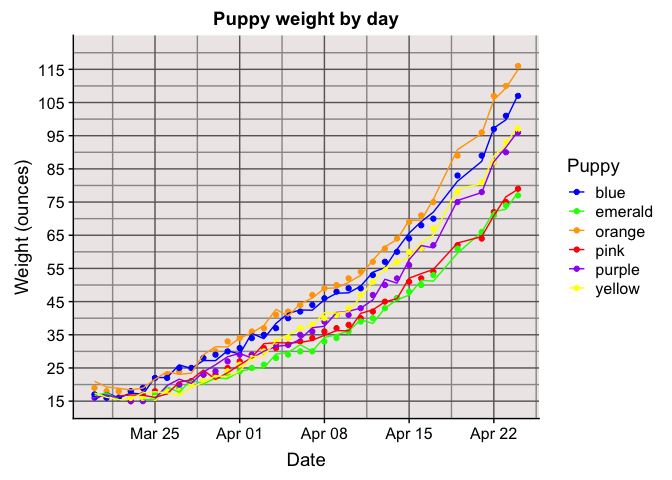 Puppy weight by day
115
105
95
85
75
65
55
45
35
25
15
Weight (ounces)
Mar 25
Apr 01
Apr 08
Apr 15
Apr 22
Date
Puppy
blue
emerald
orange
pink
purple
yellow